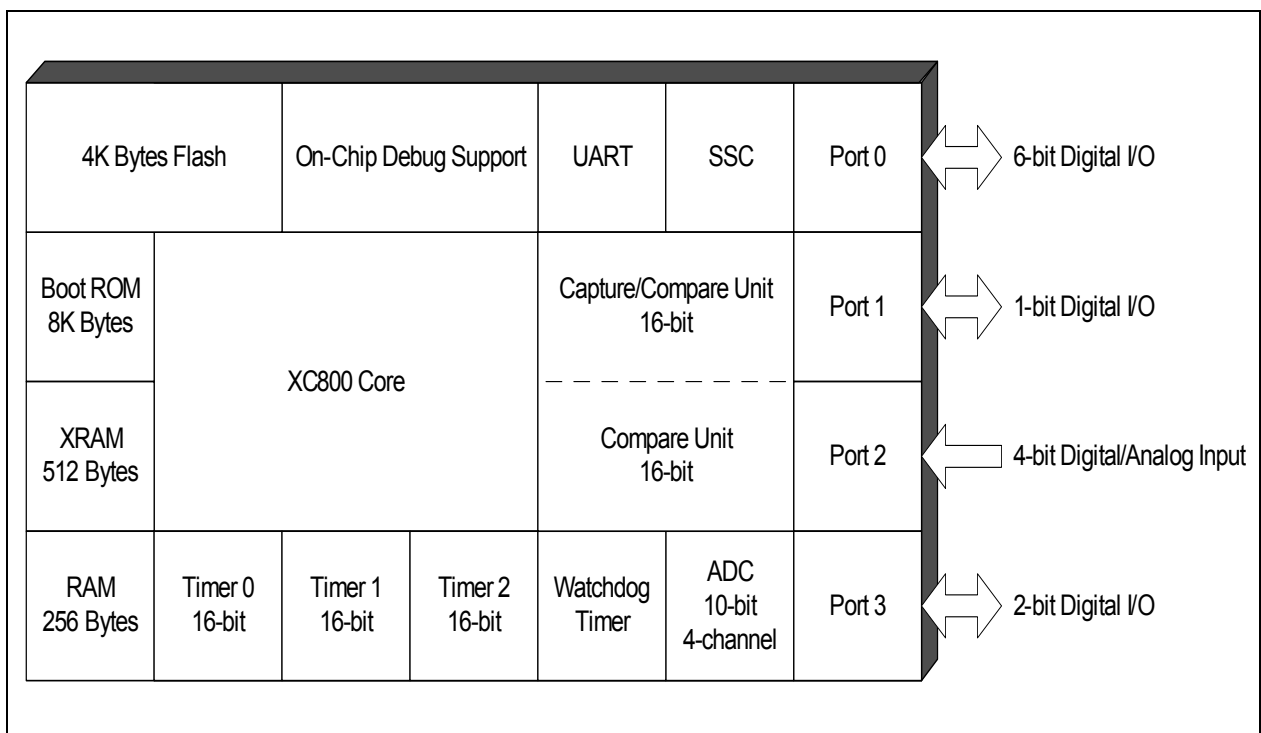 4K Bytes Flash
On-Chip Debug Support
UART
SSC
Port 0
6-bit Digital I/O
Boot ROM
8K Bytes
Capture/Compare Unit
16-bit
Port 1
1-bit Digital I/O
XC800 Core
XRAM
512 Bytes
Compare Unit
16-bit
Port 2
4-bit Digital/Analog Input
RAM
256 Bytes
Timer 0
16-bit
Timer 1
16-bit
Timer 2
16-bit
Watchdog
Timer
ADC
10-bit
4-channel
Port 3
2-bit Digital I/O